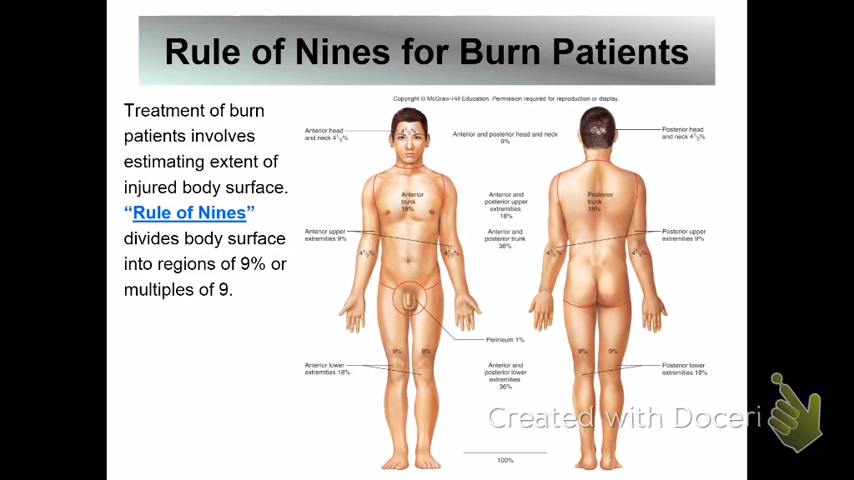 Rule of Nines for Burn Patients
Treatment of burn
patients involves
estimating extent of
injured body surface.
“Rule of Nines”
divides body surface
into regions of 9% or
multiples of 9.
Copyright © McGraw-Hill Education. Permission required for reproduction or display.
Anterior head
and neck 4½%
4½%
Anterior and posterior head and neck
9%
4½%
Posterior head
and neck 4½%
Anterior
trunk
18%
Anterior and
posterior upper
extremities
18%
Posterior
trunk
18%
Anterior upper
extremities 9%
Anterior and
posterior trunk
36%
Posterior upper
extremities 9%
4½%
4½%
4½%
4½%
Perineum 1%
9%
9%
9%
9%
Anterior lower
extremities 18%
Anterior and
posterior lower
extremities
36%
Posterior lower
extremities 18%
Created with Doceri
100%